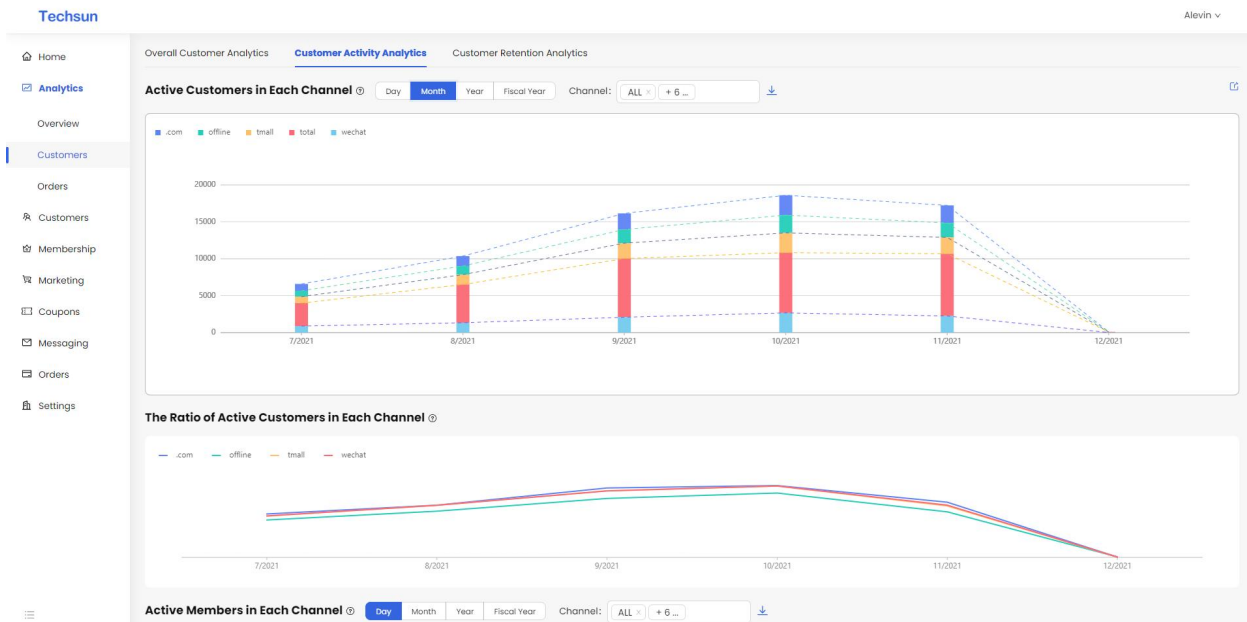 Techsun
Alevin
Home
Analytics
Overview
Customers
Orders
Customers
Membership
Marketing
Coupons
Messaging
Orders
Settings
Overall Customer Analytics Customer Activity Analytics Customer Retention Analytics
Active Customers in Each Channel ? Day Month Year Fiscal Year Channel: ALL × + 6 ...
.com offline tmall total wechat
20000
15000
10000
5000
0
7/2021 8/2021 9/2021 10/2021 11/2021 12/2021
The Ratio of Active Customers in Each Channel ?
.com offline tmall wechat
7/2021 8/2021 9/2021 10/2021 11/2021 12/2021
Active Members in Each Channel ? Day Month Year Fiscal Year Channel: ALL × + 6 ...